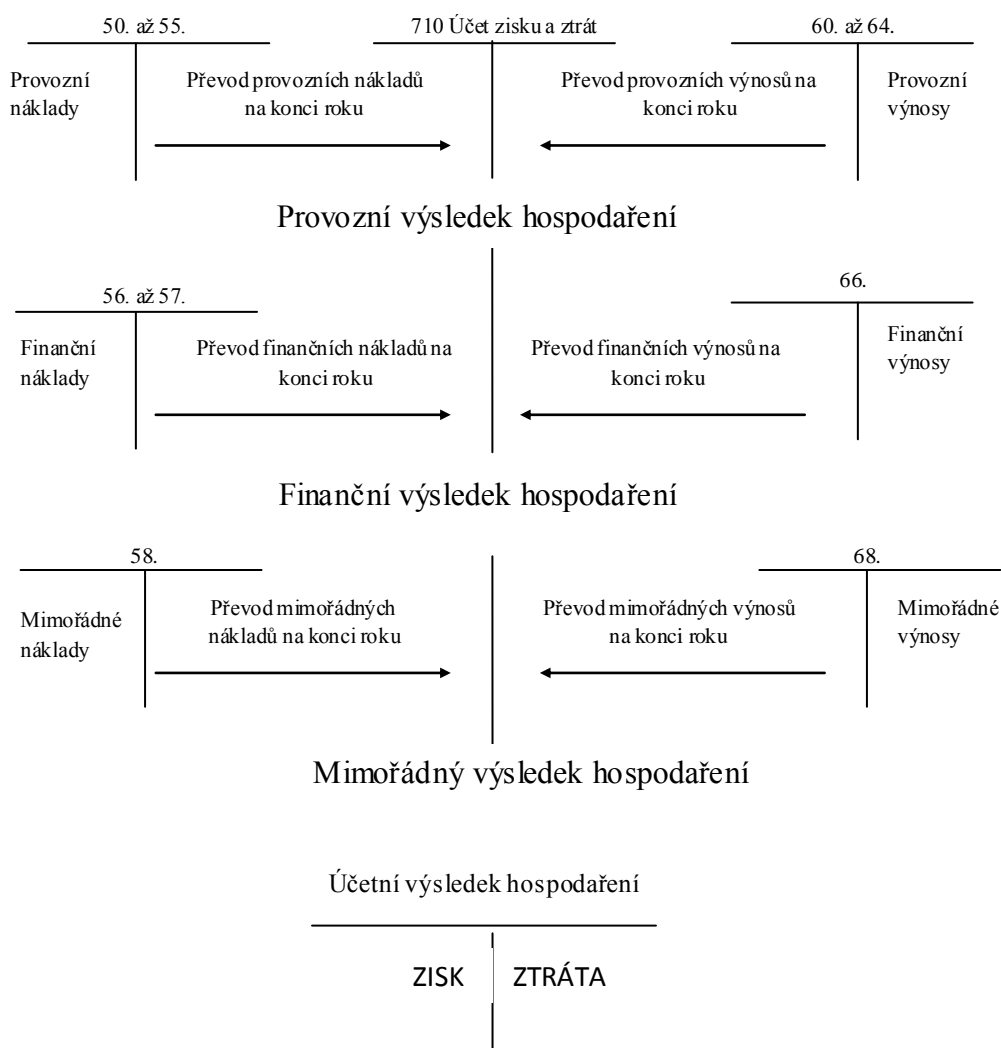 50. až 55.
710 Účet zisku a ztrát
60. až 64.
Provozní
náklady
Převod provozních nákladů
na konci roku
Převod provozních výnosů na
konci roku
Provozní
výnosy
Provozní výsledek hospodaření
56. až 57.
66.
Finanční
náklady
Převod finančních nákladů na
konci roku
Převod finančních výnosů na
konci roku
Finanční
výnosy
Finanční výsledek hospodaření
58.
68.
Mimořádné
náklady
Převod mimořádných
nákladů na konci roku
Převod mimořádných výnosů
na konci roku
Mimořádné
výnosy
Mimořádný výsledek hospodaření
Účetní výsledek hospodaření
ZISK
ZTRÁTA